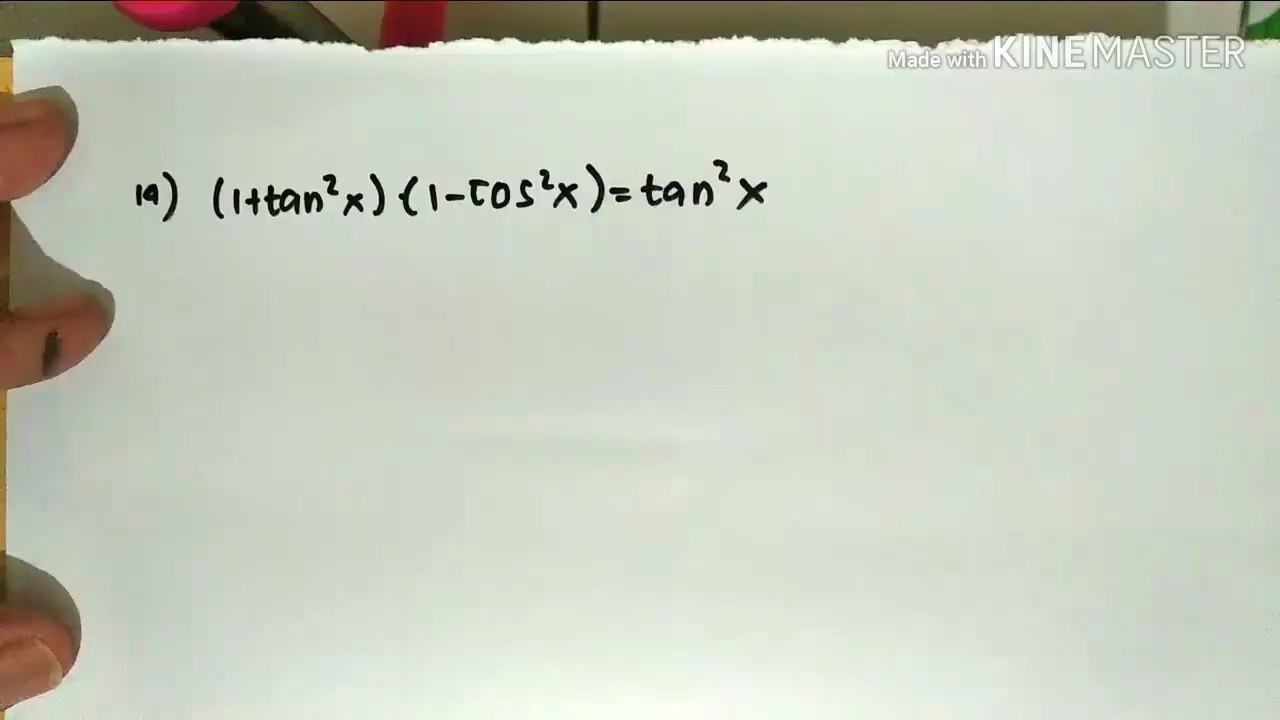 Made with KINEMASTER
19) (1+tan²x) (1-cos²x) = tan²x